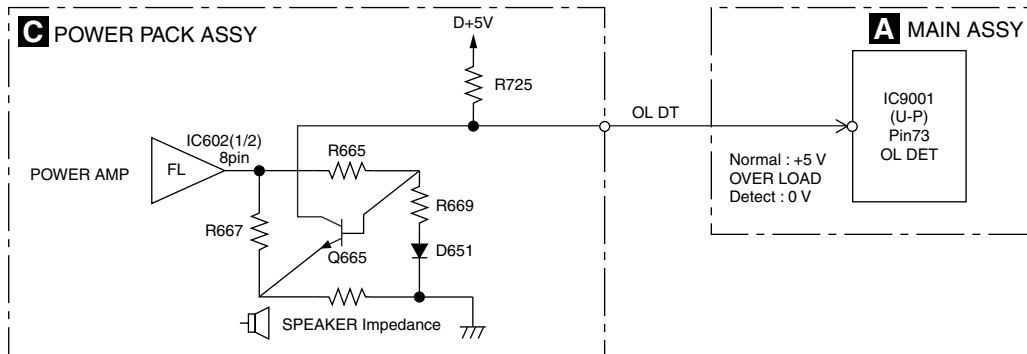 C POWER PACK ASSY
D+5V
R725
A MAIN ASSY
OL DT
IC9001
(U-P)
Pin73
OL DET
Normal : +5 V
OVER LOAD
Detect : 0 V
POWER AMP
FL
IC602(1/2)
8pin
R665
R669
R667
Q665
D651
SPEAKER Impedance